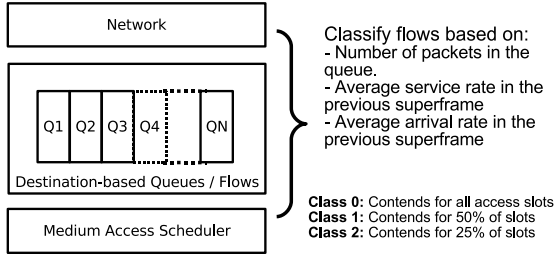 Network
Q1 Q2 Q3 Q4 QN
Destination-based Queues / Flows
Medium Access Scheduler
Classify flows based on:
- Number of packets in the
queue.
- Average service rate in the
previous superframe
- Average arrival rate in the
previous superframe
Class 0: Contends for all access slots
Class 1: Contends for 50% of slots
Class 2: Contends for 25% of slots